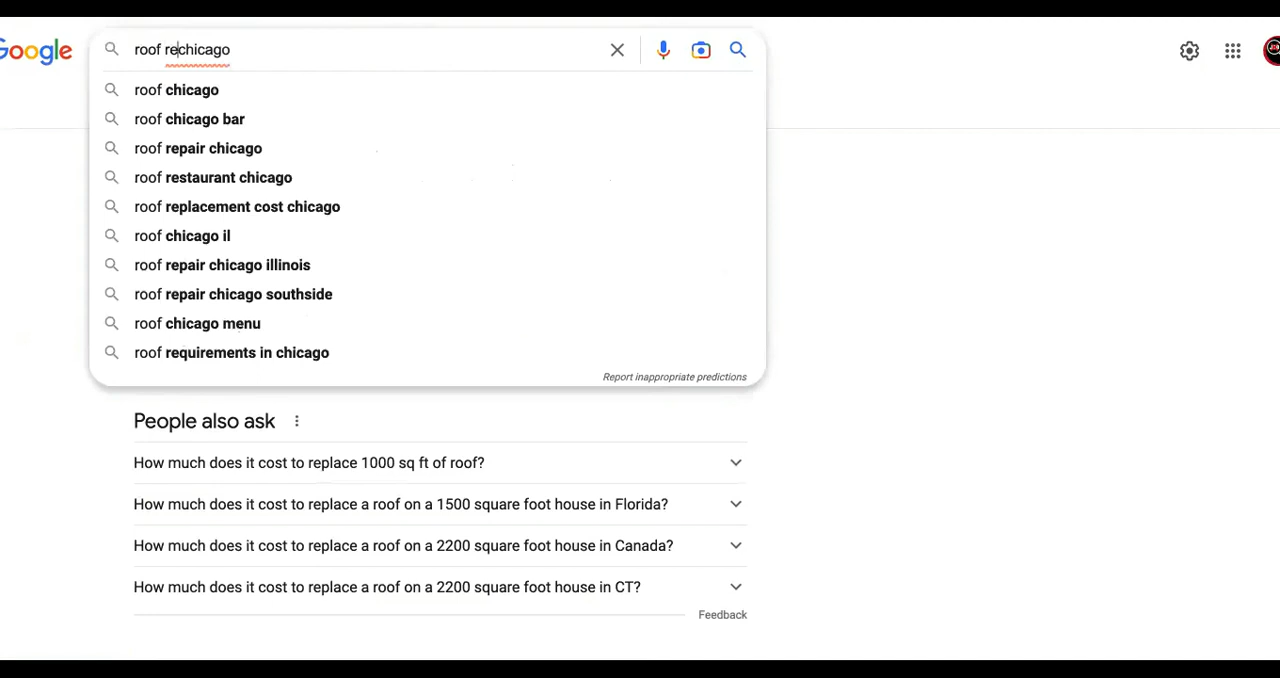 Google
roof rechicago
roof chicago
roof chicago bar
roof repair chicago
roof restaurant chicago
roof replacement cost chicago
roof chicago il
roof repair chicago illinois
roof repair chicago southside
roof chicago menu
roof requirements in chicago
Report inappropriate predictions
People also ask
How much does it cost to replace 1000 sq ft of roof?
How much does it cost to replace a roof on a 1500 square foot house in Florida?
How much does it cost to replace a roof on a 2200 square foot house in Canada?
How much does it cost to replace a roof on a 2200 square foot house in CT?
Feedback